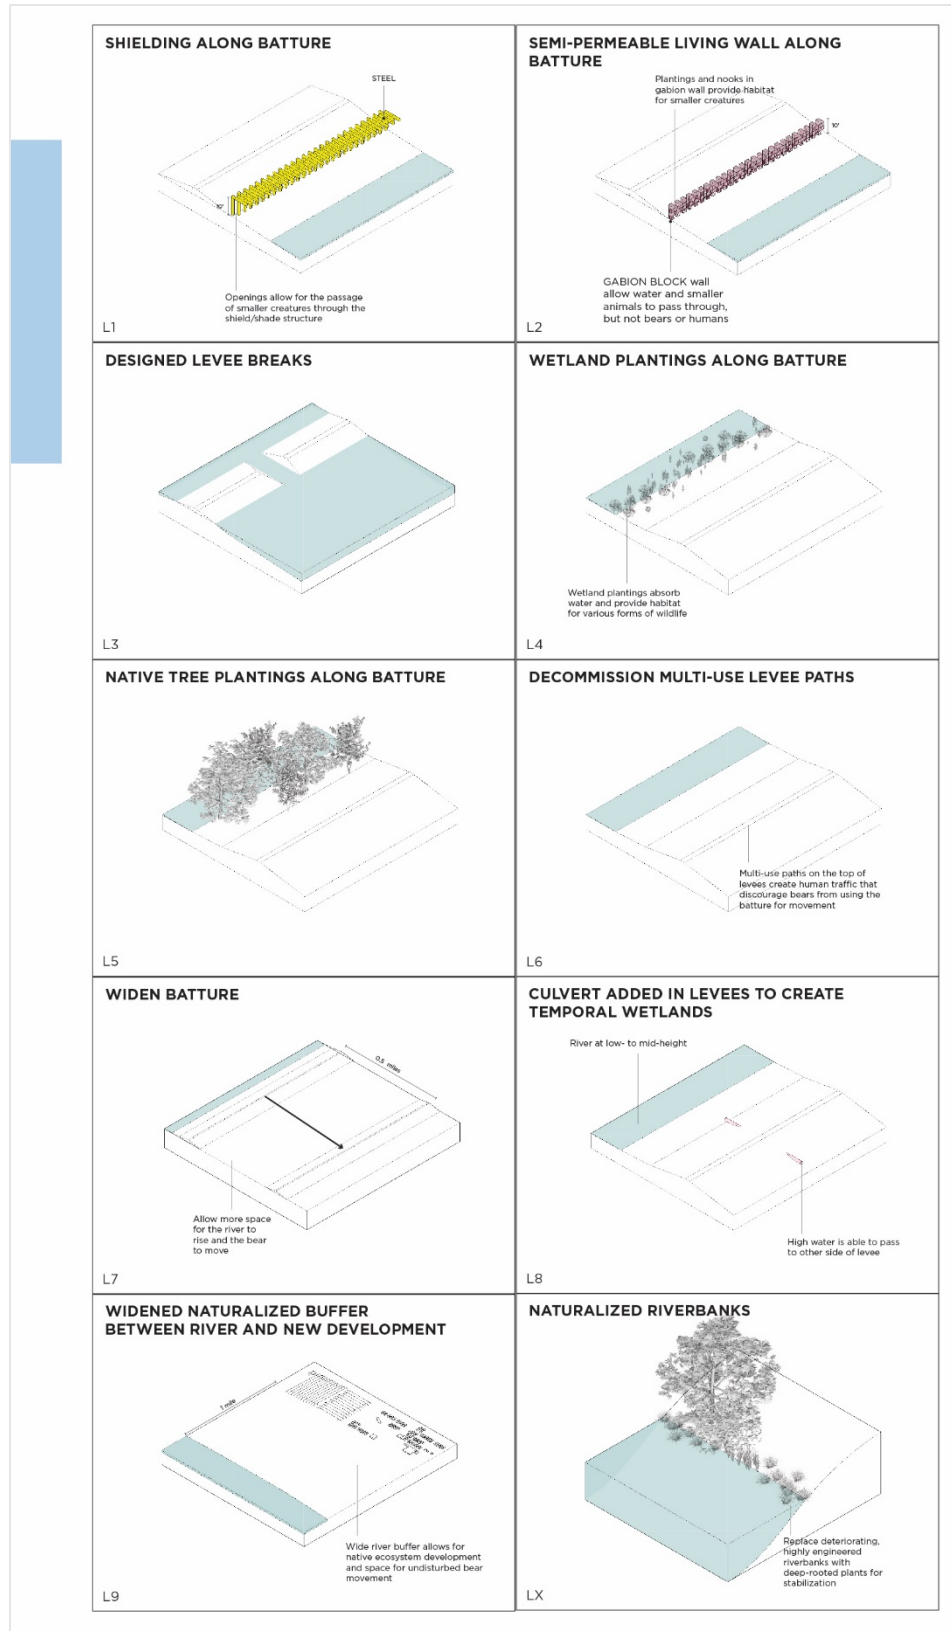 SHIELDING ALONG BATTURE
STEEL
10'
Openings allow for the passage
of smaller creatures through the
shield/shade structure
L1
SEMI-PERMEABLE LIVING WALL ALONG
BATTURE
Plantings and nooks in
gabion wall provide habitat
for smaller creatures
10'
GABION BLOCK wall
allow water and smaller
animals to pass through,
but not bears or humans
L2
DESIGNED LEVEE BREAKS
L3
WETLAND PLANTINGS ALONG BATTURE
Wetland plantings absorb
water and provide habitat
for various forms of wildlife
L4
NATIVE TREE PLANTINGS ALONG BATTURE
L5
DECOMMISSION MULTI-USE LEVEE PATHS
Multi-use paths on the top of
levees create human traffic that
discourage bears from using the
batture for movement
L6
WIDEN BATTURE
0.5 miles
Allow more space
for the river to
rise and the bear
to move
L7
CULVERT ADDED IN LEVEES TO CREATE
TEMPORAL WETLANDS
River at low- to mid-height
High water is able to pass
to other side of levee
L8
WIDENED NATURALIZED BUFFER
BETWEEN RIVER AND NEW DEVELOPMENT
1 mile
Wide river buffer allows for
native ecosystem development
and space for undisturbed bear
movement
L9
NATURALIZED RIVERBANKS
Replace deteriorating,
highly engineered
riverbanks with
deep-rooted plants for
stabilization
LX